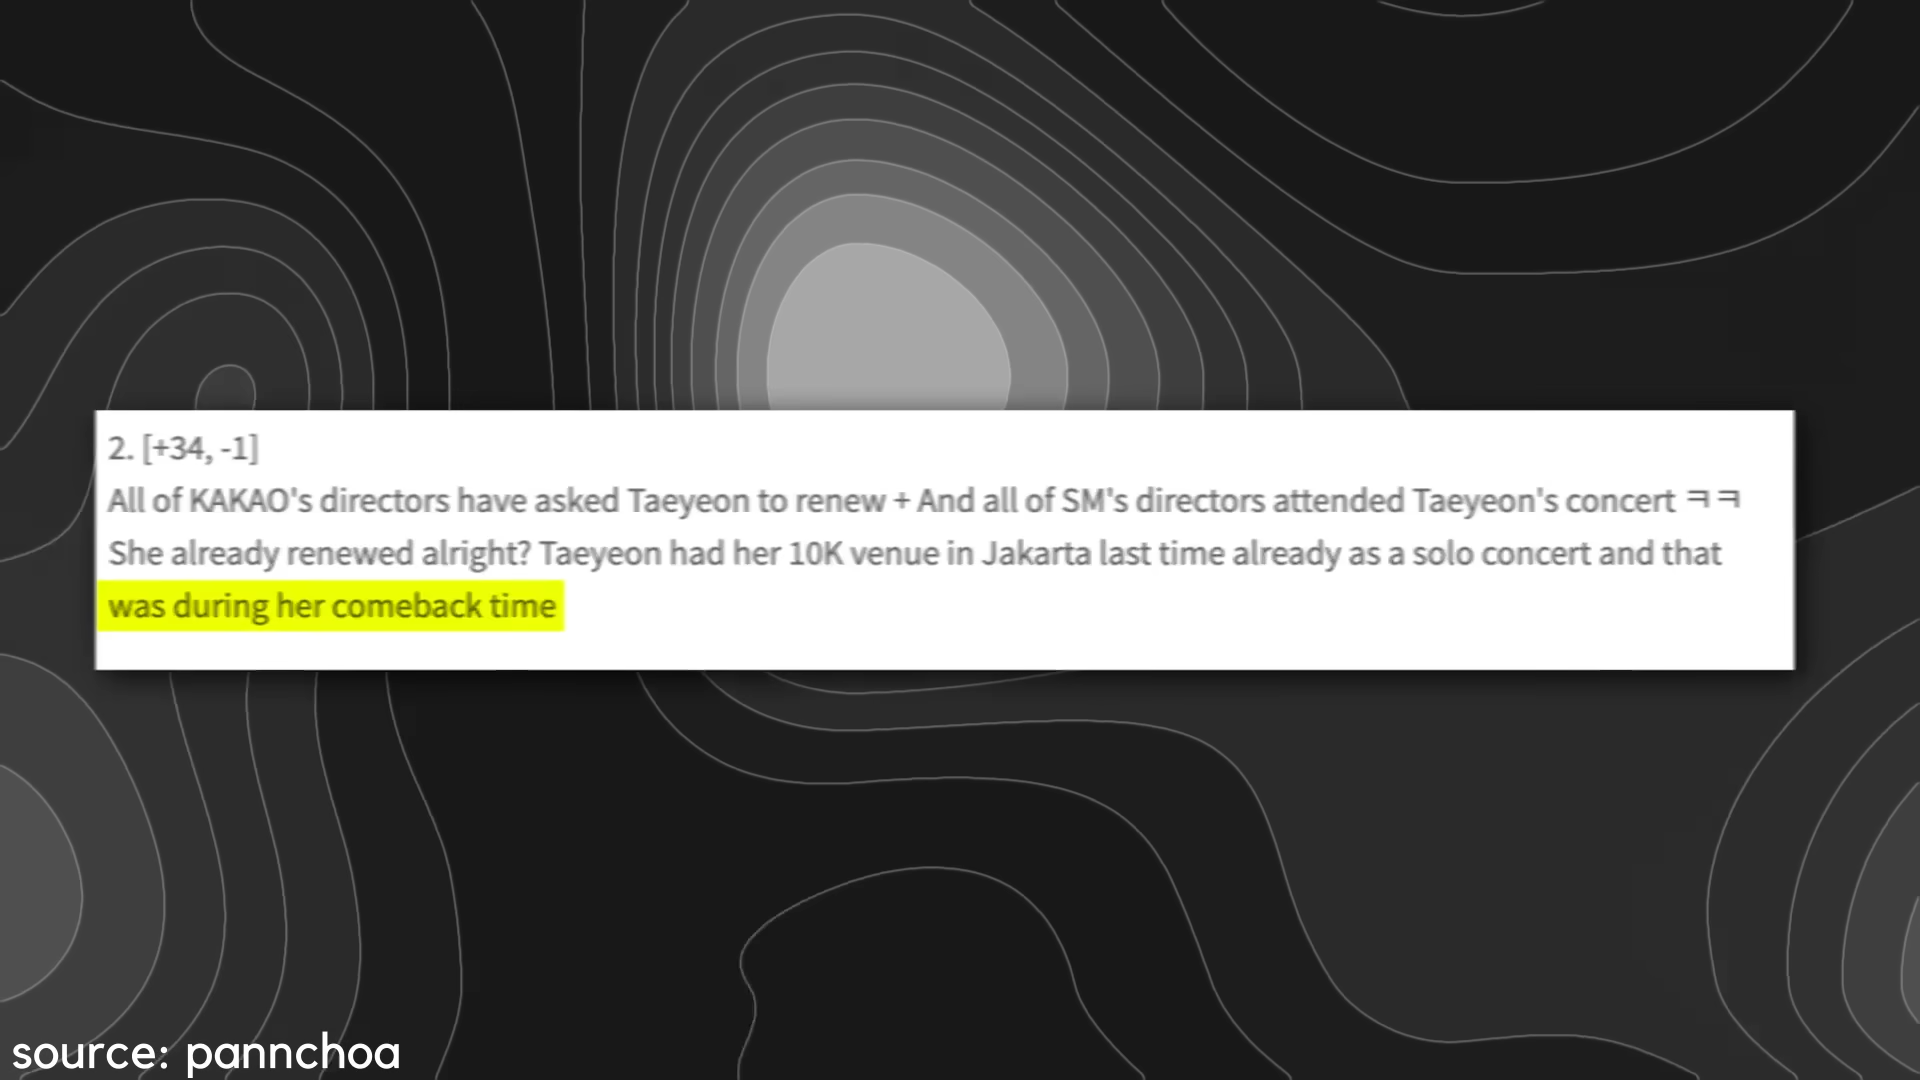 2. [+34, -1]
All of KAKAO's directors have asked Taeyeon to renew + And all of SM's directors attended Taeyeon's concert ㅋㅋ
She already renewed alright? Taeyeon had her 10K venue in Jakarta last time already as a solo concert and that
was during her comeback time
source: pannchoa